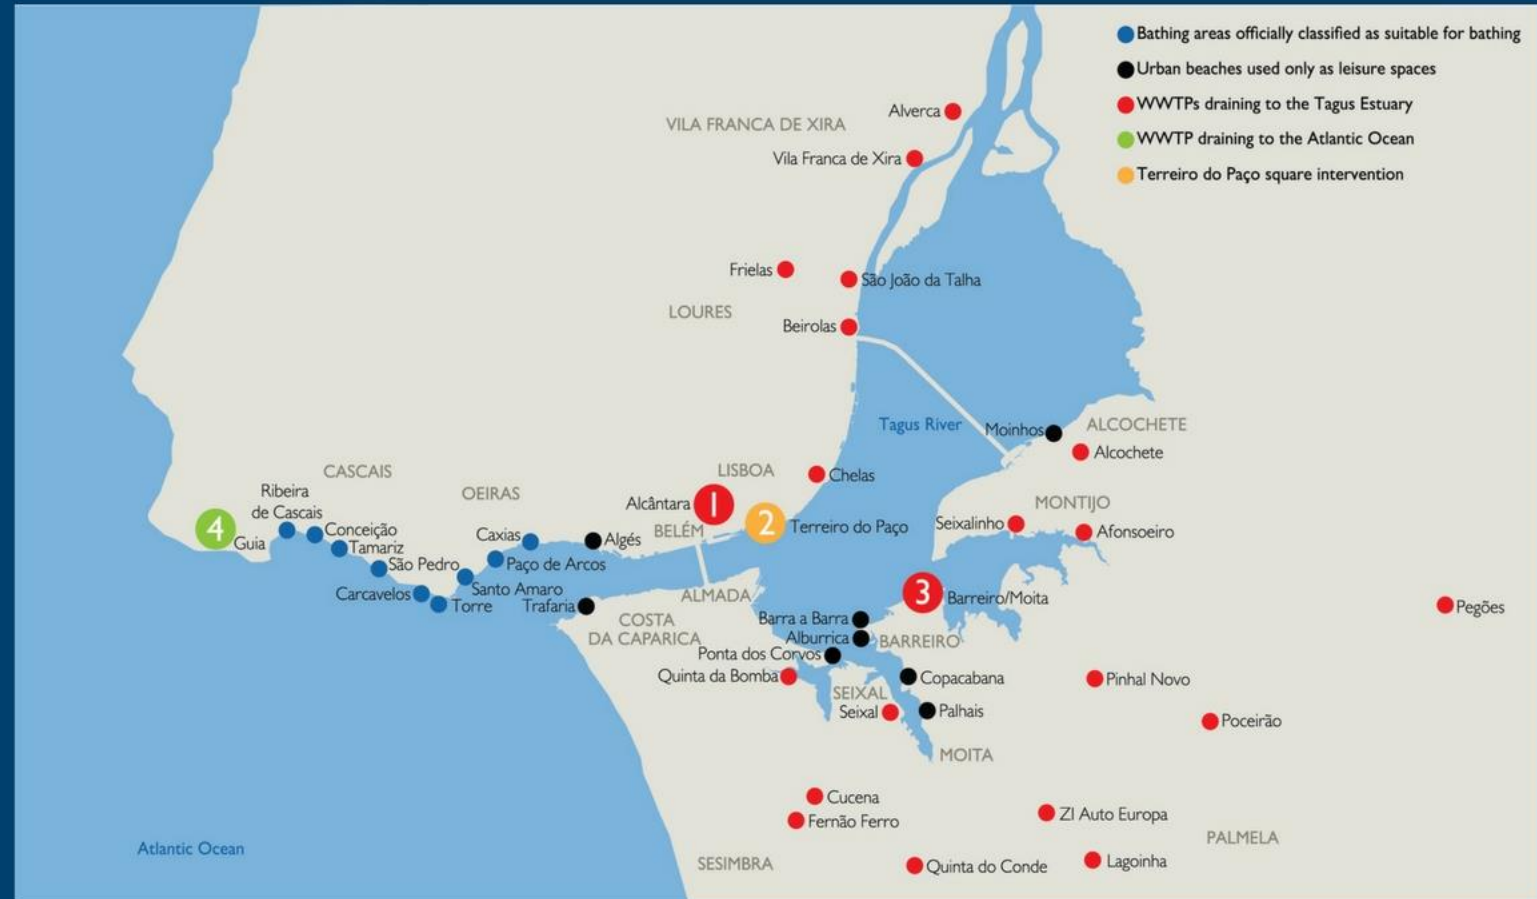 Bathing areas officially classified as suitable for bathing
Urban beaches used only as leisure spaces
WWTPs draining to the Tagus Estuary
WWTP draining to the Atlantic Ocean
Terreiro do Paço square intervention
Alverca
VILA FRANCA DE XIRA
Vila Franca de Xira
Frielas
São João da Talha
LOURES
Beirolas
Tagus River
Moinhos
ALCOCHETE
Alcochete
CASCAIS
LISBOA
Chelas
Ribeira
de Cascais
OEIRAS
Alcântara
1
MONTIJO
4
Guia
Conceição
Tamariz
Caxias
Algés
BELÉM
2
Terreiro do Paço
Seixalinho
Afonsoeiro
São Pedro
Paço de Arcos
Carcavelos
Santo Amaro
Torre
Trafaria
ALMADA
3
Barreiro/Moita
Pegões
COSTA
DA CAPARICA
Barra a Barra
Alburrica
BARREIRO
Ponta dos Corvos
Quinta da Bomba
Copacabana
Pinhal Novo
SEIXAL
Seixal
Palhais
Poceirão
MOITA
Cucena
Fernão Ferro
ZI Auto Europa
PALMELA
Atlantic Ocean
SESIMBRA
Quinta do Conde
Lagoinha